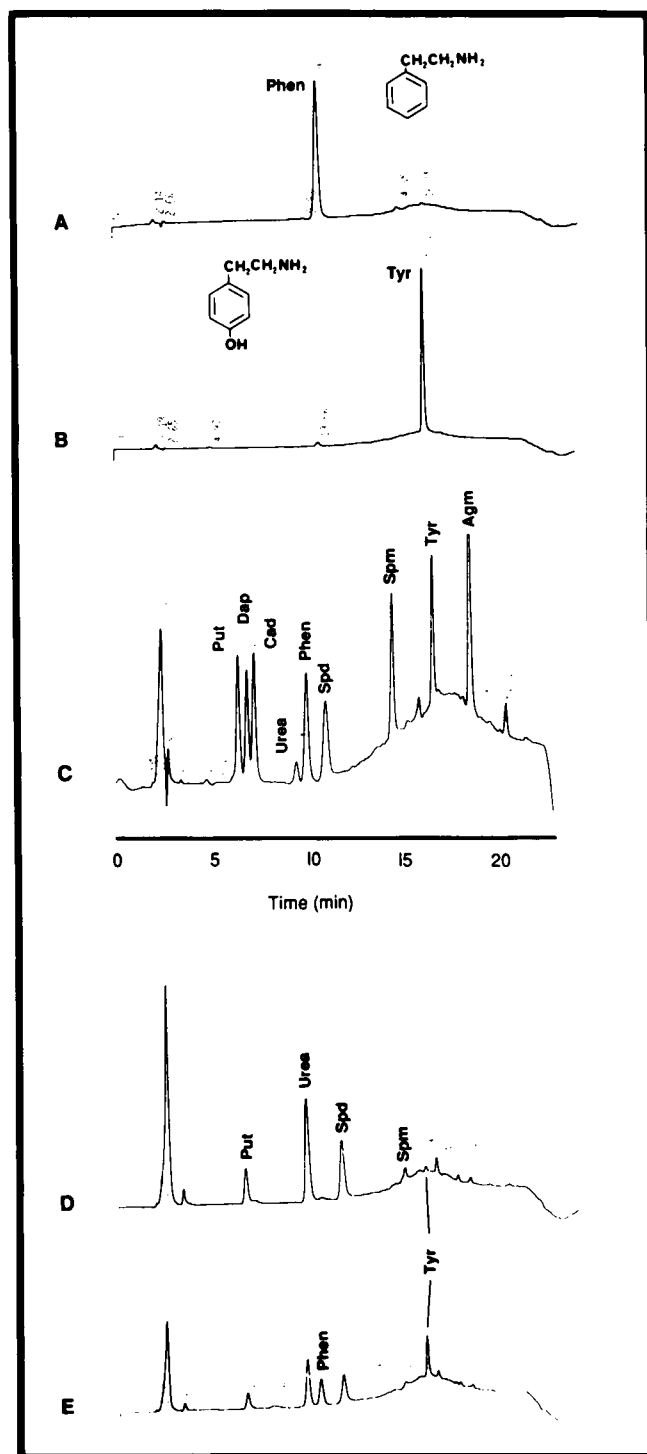 CH₂CH₂NH₂
Phen
A
CH₂CH₂NH₂
Tyr
OH
B
Put
Dap
Cad
Urea
Phen
Spd
Spm
Tyr
Agm
C
0 5 10 15 20
Time (min)
Put
Urea
Spd
Spm
D
Tyr
Phen
E